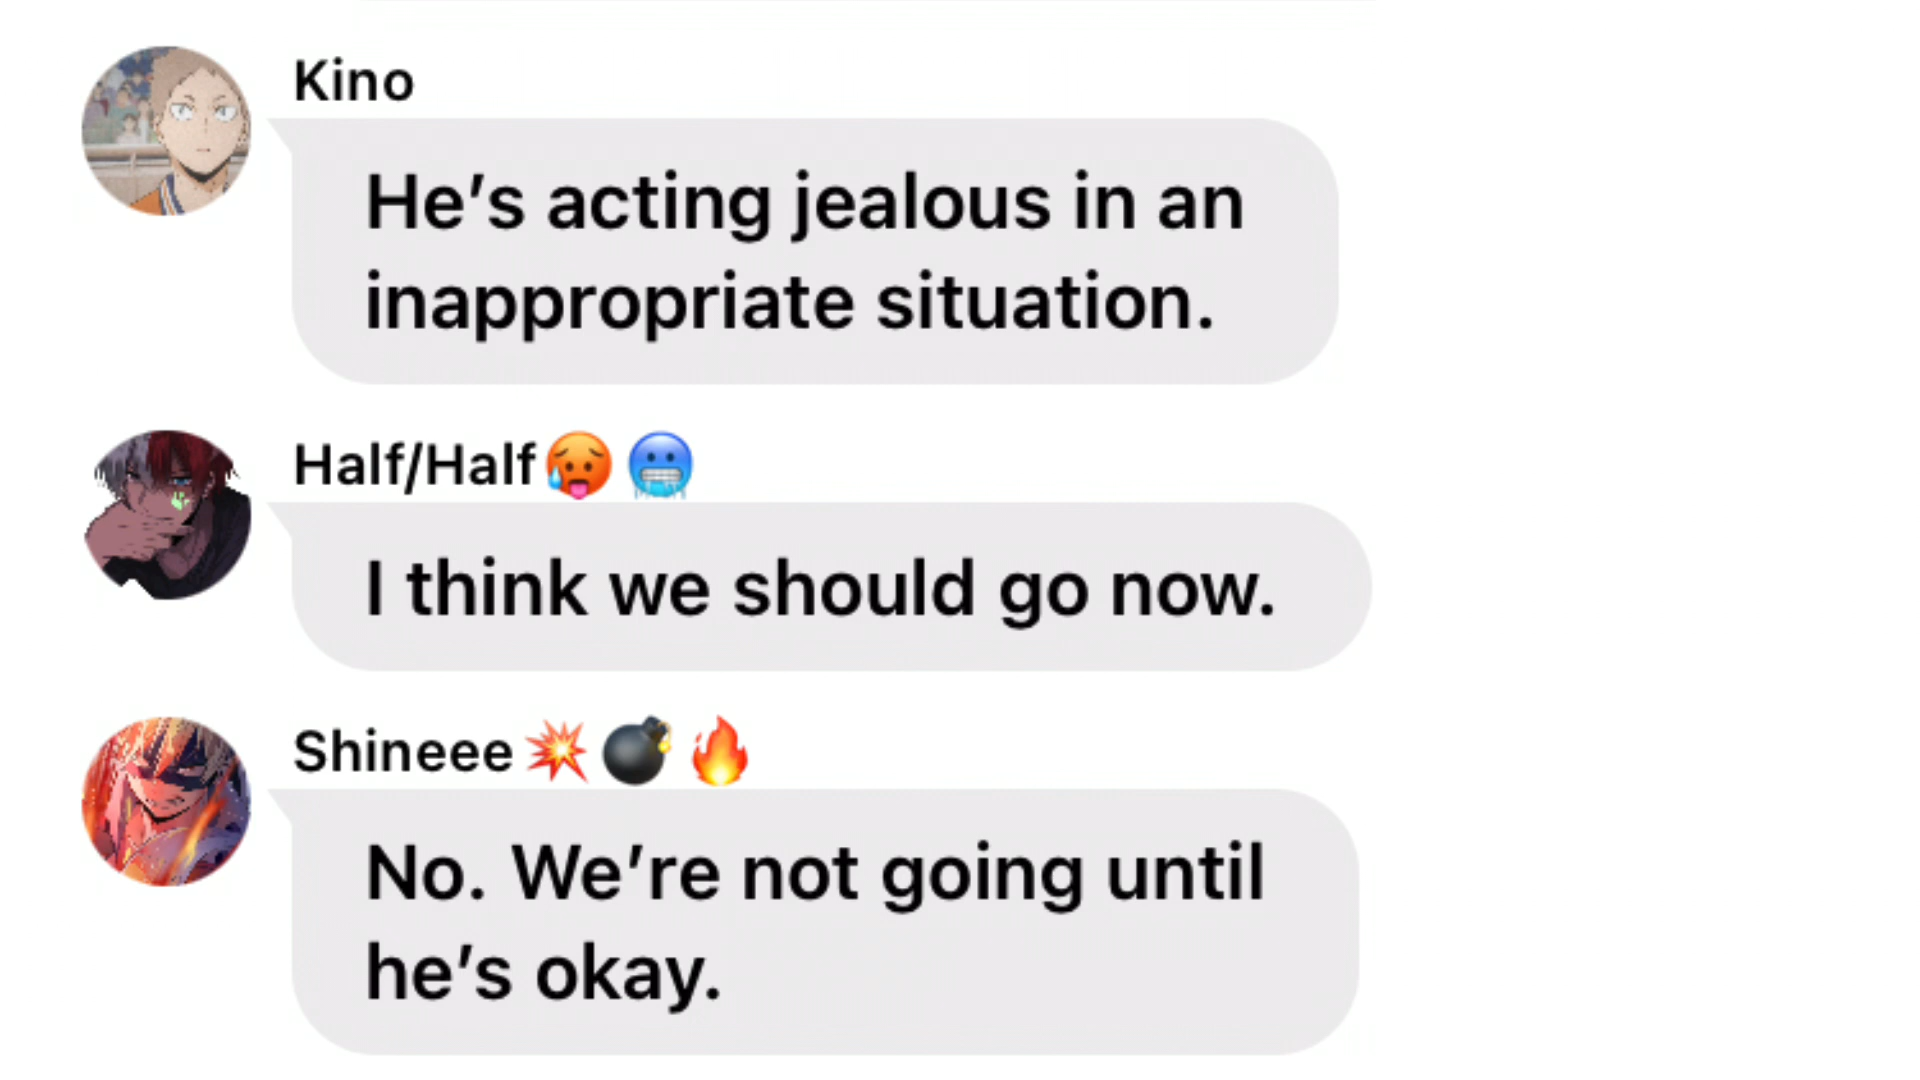 Kino
He’s acting jealous in an
inappropriate situation.
Half/Half🥵🥶
I think we should go now.
Shineee💥💣🔥
No. We’re not going until
he’s okay.